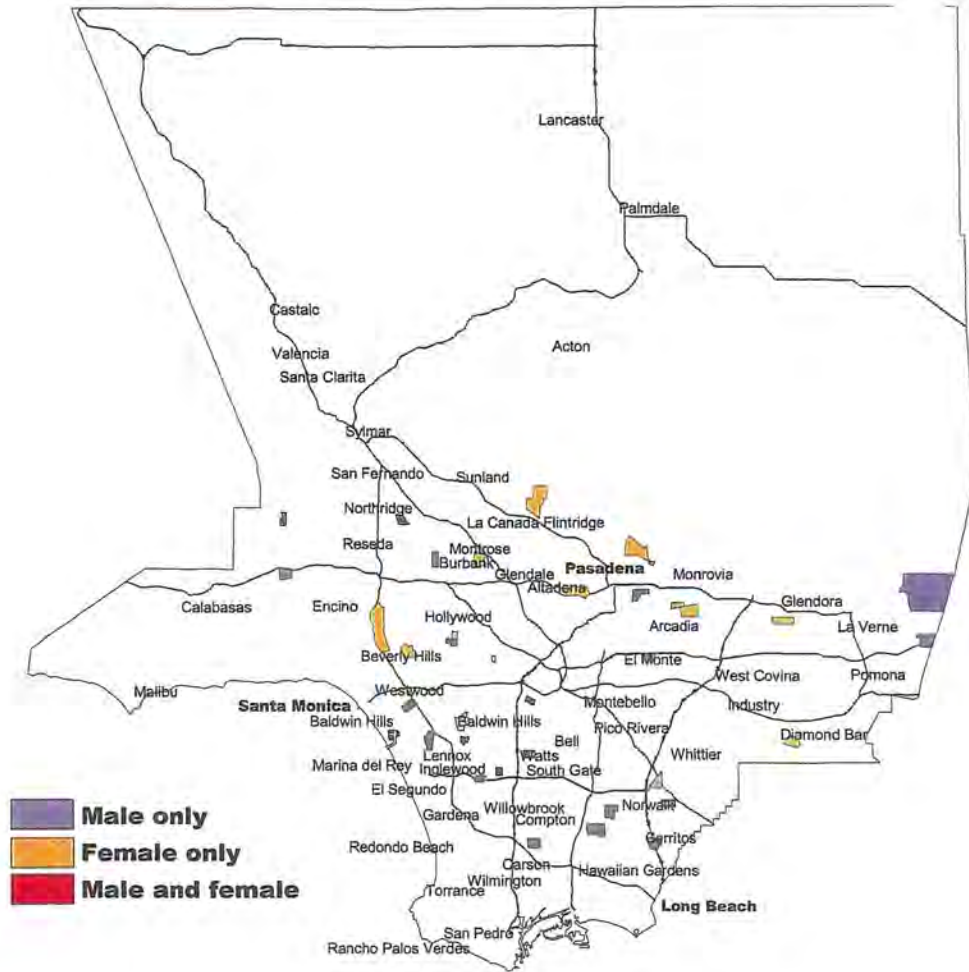 Lancaster
Palmdale
Castaic
Acton
Valencia
Santa Clarita
Sylmar
San Fernando
Sunland
Northridge
La Canada Flintridge
Reseda
Montrose
Burbank
Pasadena
Glendale
Monrovia
Altadena
Calabasas
Encino
Hollywood
Glendora
Arcadia
La Verne
Beverly Hills
El Monte
West Covina
Pomona
Malibu
Westwood
Santa Monica
Montebello
Industry
Baldwin Hills
Baldwin Hills
Pico Rivera
Diamond Bar
Bell
Whittier
Marina del Rey
Lennox
Watts
Inglewood
South Gate
El Segundo
Willowbrook
Norwalk
Male only
Gardena
Compton
Female only
Redondo Beach
Cerritos
Male and female
Carson
Hawaiian Gardens
Wilmington
Torrance
Long Beach
San Pedro
Rancho Palos Verdes